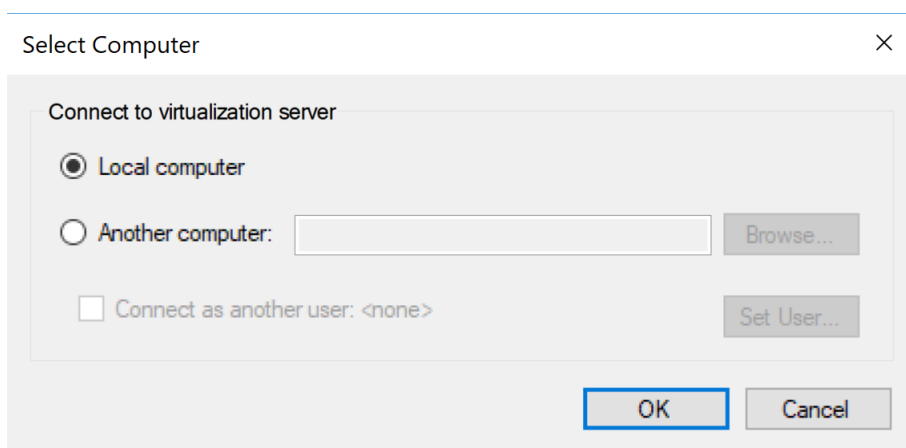 Select Computer
Connect to virtualization server
Local computer
Another computer: Browse...
Connect as another user: <none> Set User...
OK Cancel